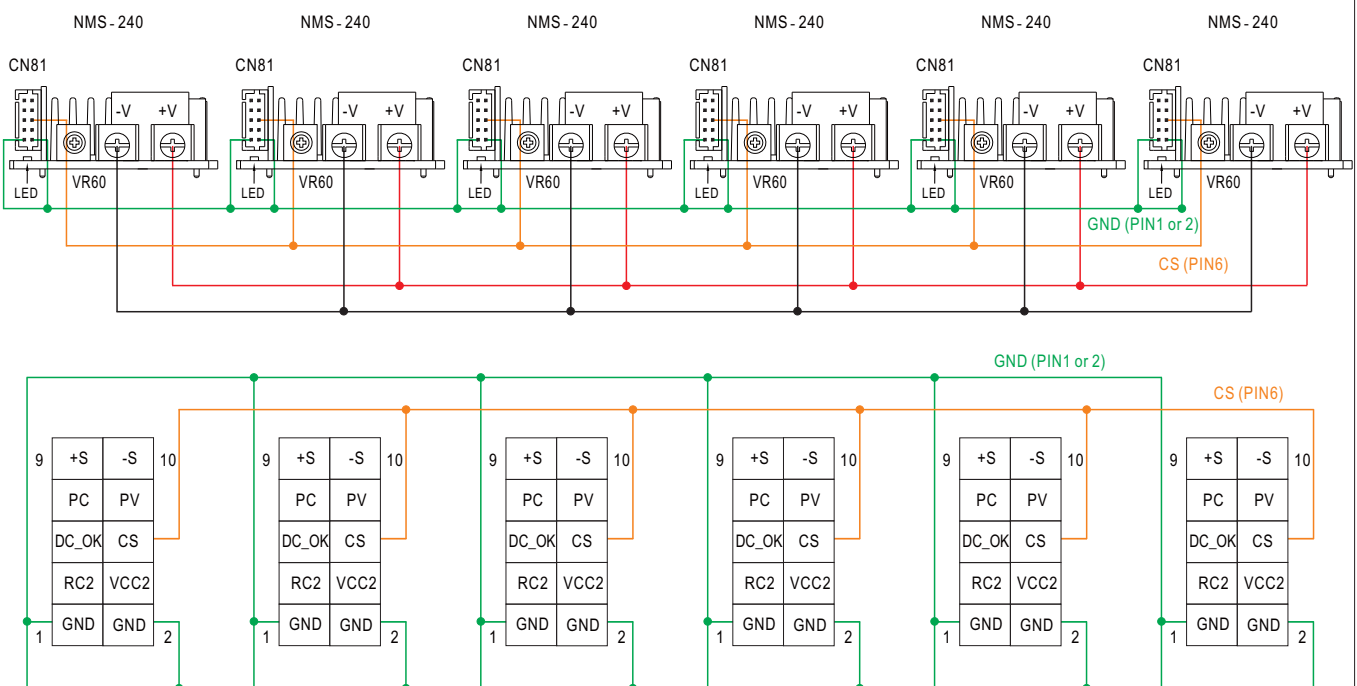 NMS-240 NMS-240 NMS-240 NMS-240 NMS-240 NMS-240
CN81 CN81 CN81 CN81 CN81 CN81
-V +V -V +V -V +V -V +V -V +V -V +V
LED VR60 LED VR60 LED VR60 LED VR60 LED VR60 LED VR60
GND (PIN1 or 2)
CS (PIN6)
GND (PIN1 or 2)
CS (PIN6)
9 +S -S 10 9 +S -S 10 9 +S -S 10 9 +S -S 10 9 +S -S 10 9 +S -S 10
PC PV PC PV PC PV PC PV PC PV PC PV
DC_OK CS DC_OK CS DC_OK CS DC_OK CS DC_OK CS DC_OK CS
RC2 VCC2 RC2 VCC2 RC2 VCC2 RC2 VCC2 RC2 VCC2 RC2 VCC2
1 GND GND 2 1 GND GND 2 1 GND GND 2 1 GND GND 2 1 GND GND 2 1 GND GND 2